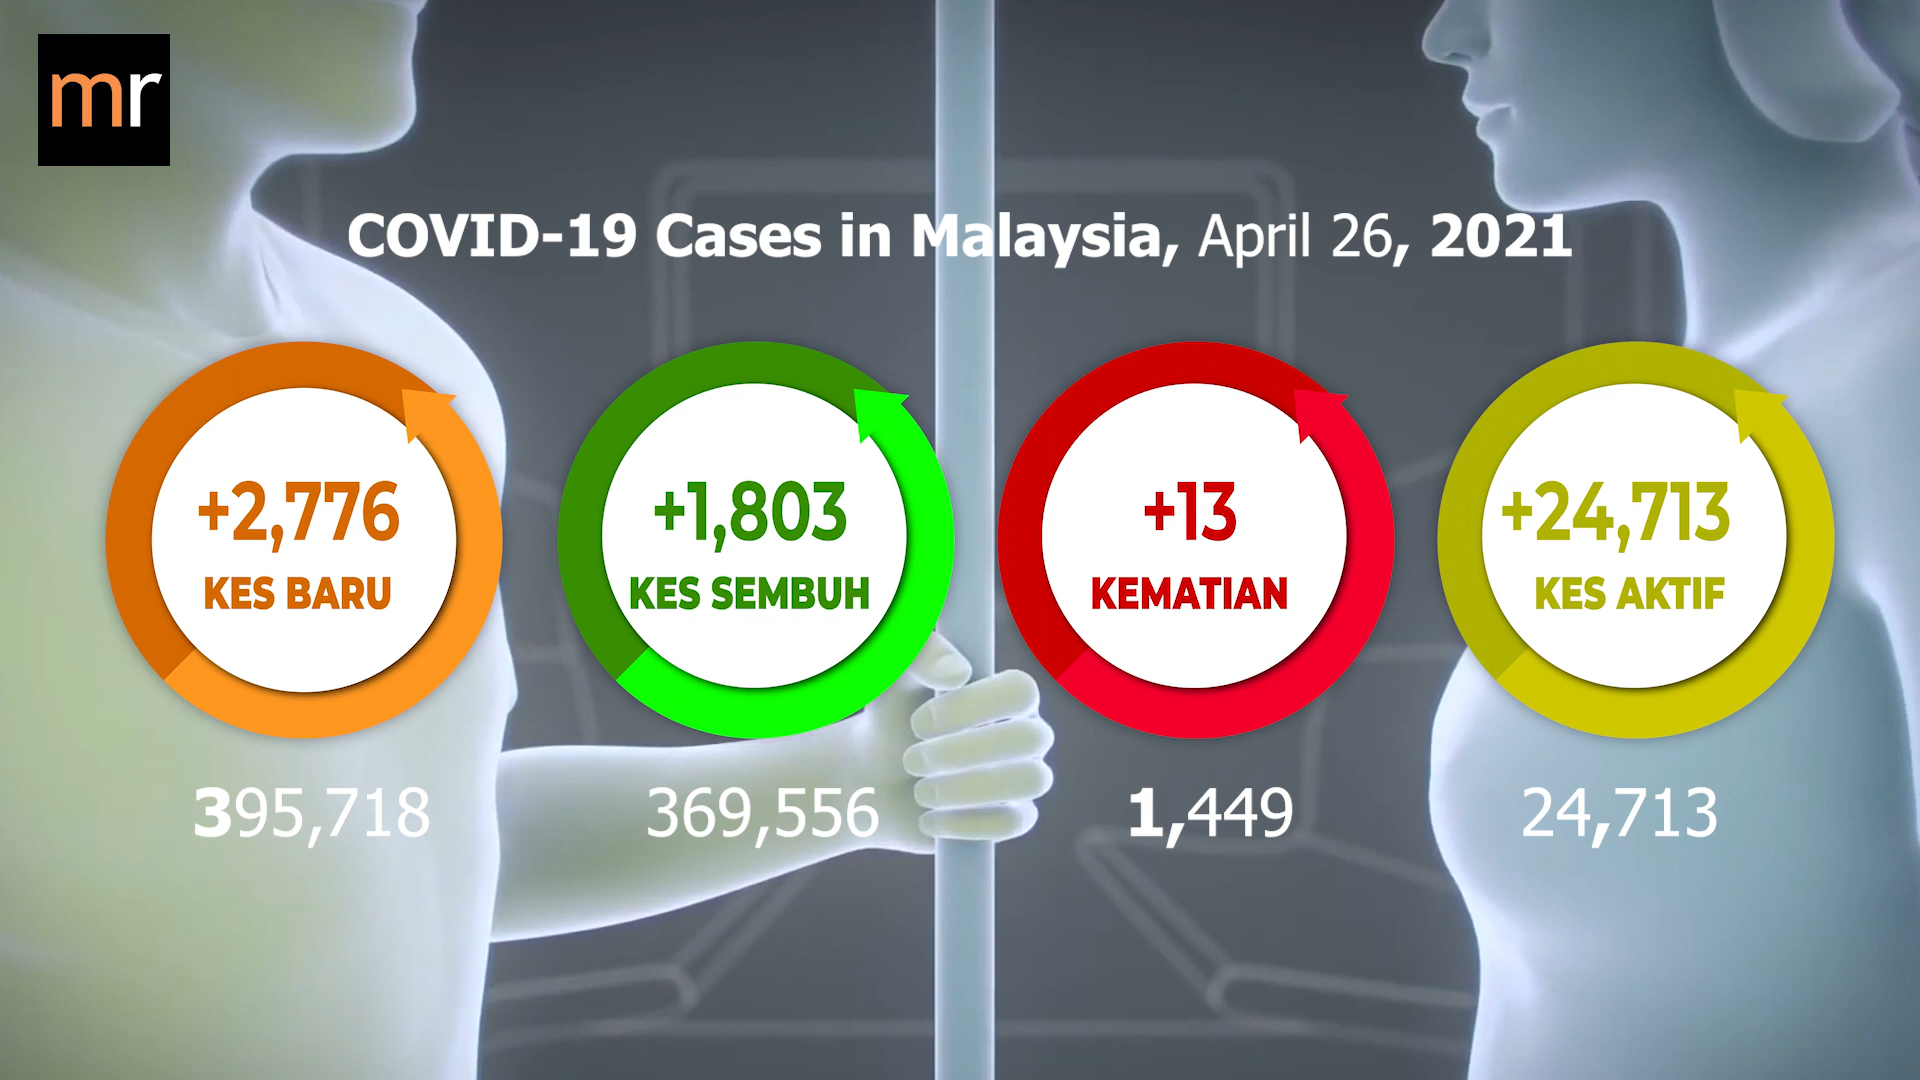 mr
COVID-19 Cases in Malaysia, April 26, 2021
+2,776
KES BARU
395,718
+1,803
KES SEMBUH
369,556
+13
KEMATIAN
1,449
+24,713
KES AKTIF
24,713